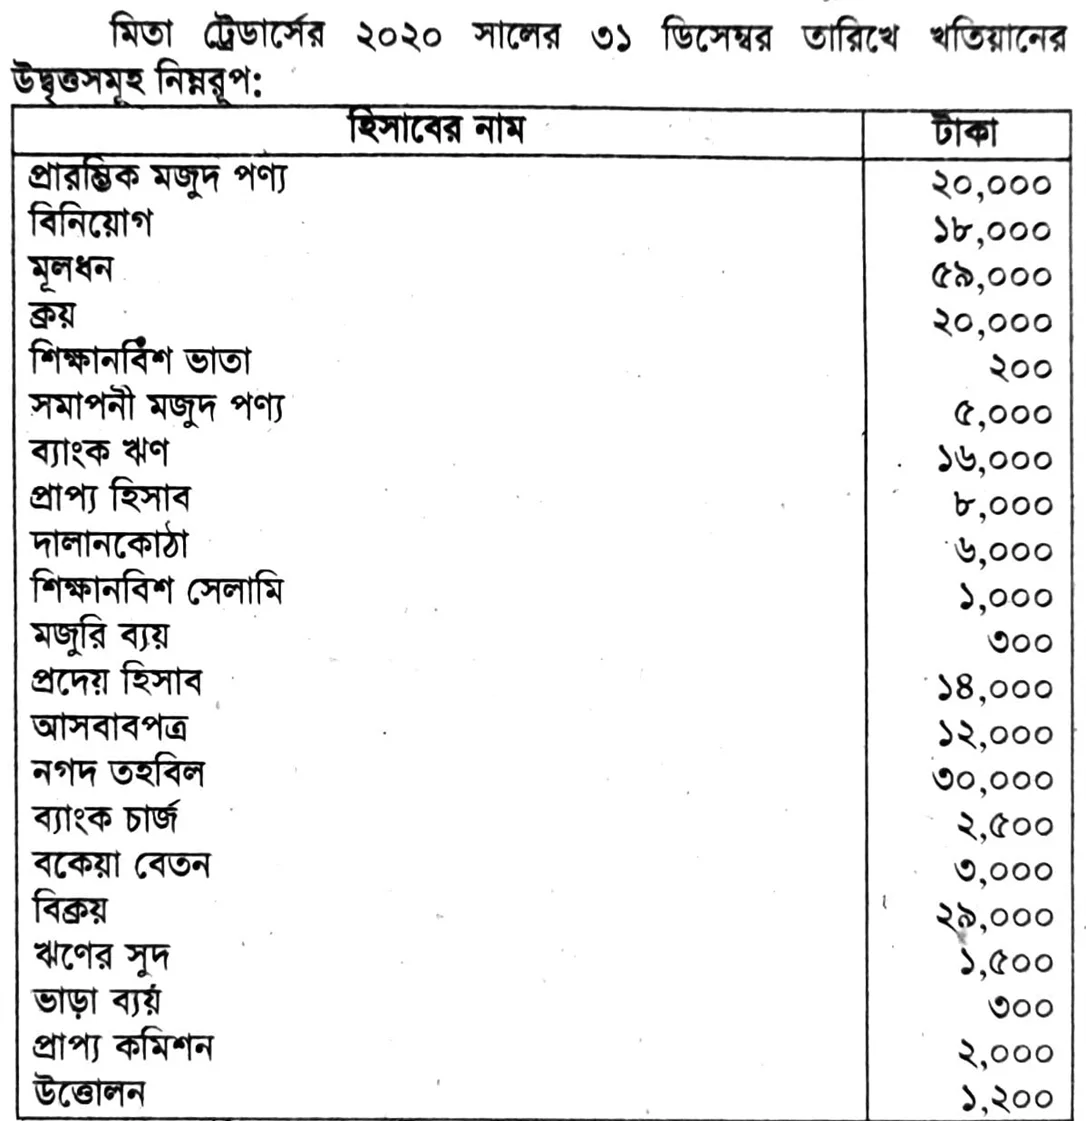 মিতা ট্রেডার্সের ২০২০ সালের ৩১ ডিসেম্বর তারিখে খতিয়ানের
উদ্বৃত্তসমূহ নিম্নরূপ:
হিসাবের নাম টাকা
প্রারম্ভিক মজুদ পণ্য ২০,০০০
বিনিয়োগ ১৮,০০০
মূলধন ৫৯,০০০
ক্রয় ২০,০০০
শিক্ষানবিশ ভাতা ২০০
সমাপনী মজুদ পণ্য ৫,০০০
ব্যাংক ঋণ ১৬,০০০
প্রাপ্য হিসাব ৮,০০০
দালানকোঠা ৬,০০০
শিক্ষানবিশ সেলামি ১,০০০
মজুরি ব্যয় ৩০০
প্রদেয় হিসাব ১৪,০০০
আসবাবপত্র ১২,০০০
নগদ তহবিল ৩০,০০০
ব্যাংক চার্জ ২,৫০০
বকেয়া বেতন ৩,০০০
বিক্রয় ২৯,০০০
ঋণের সুদ ১,৫০০
ভাড়া ব্যয় ৩০০
প্রাপ্য কমিশন ২,০০০
উত্তোলন ১,২০০